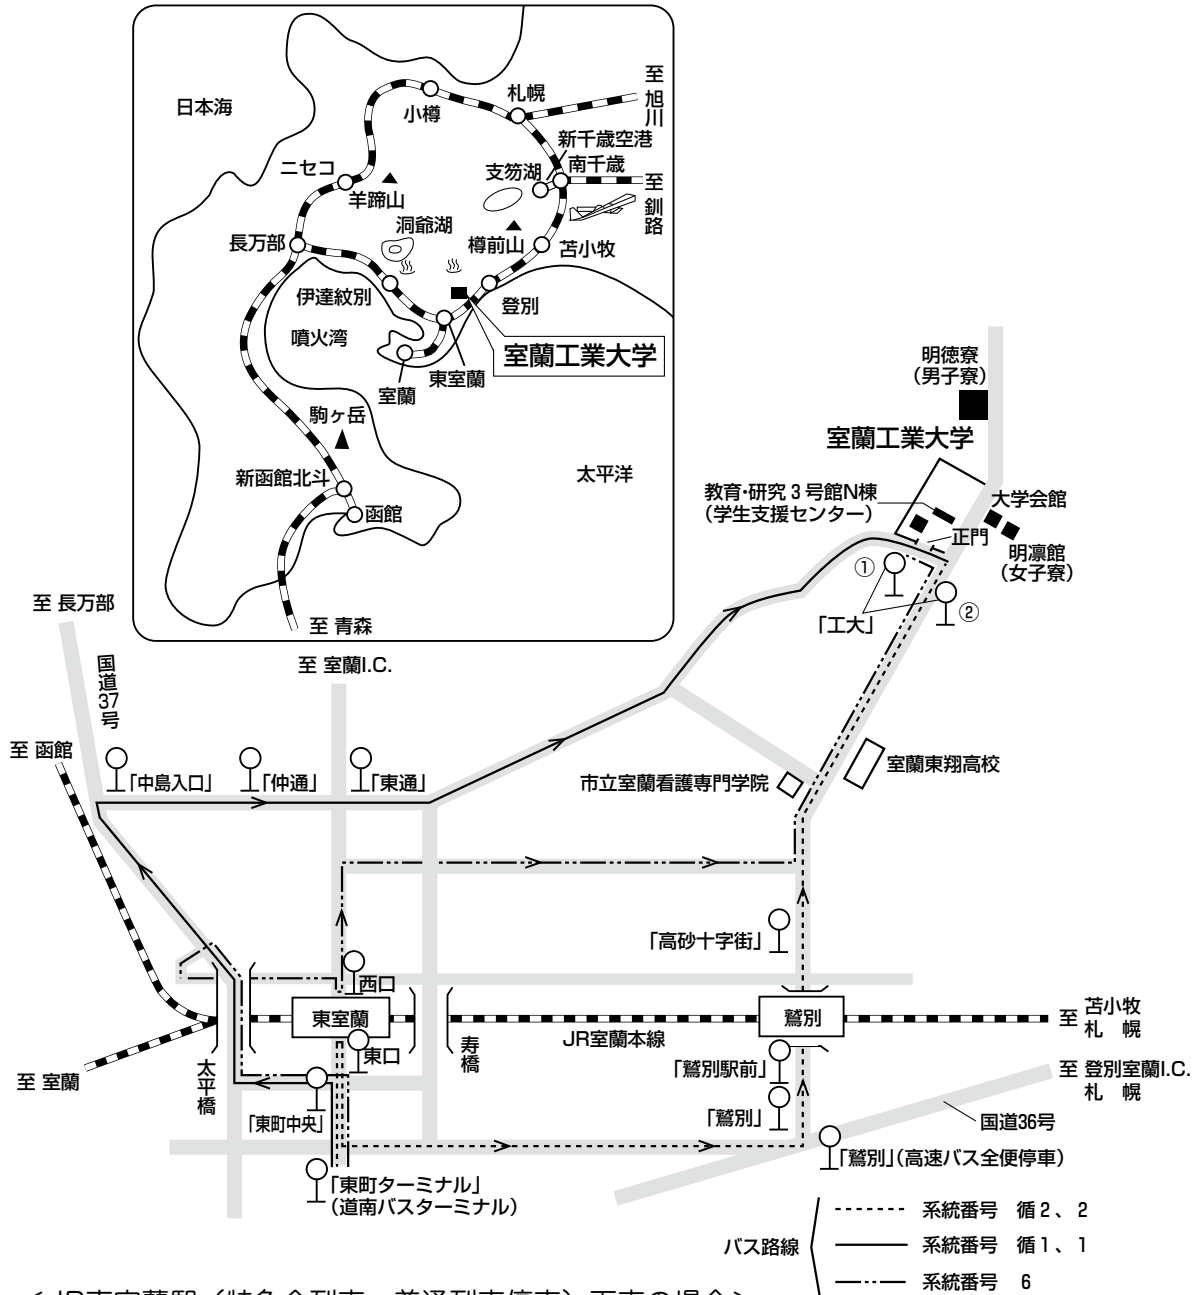 日本海
小樽
札幌
至 旭川
新千歳空港
南千歳
支笏湖
至 釧路
ニセコ
羊蹄山
洞爺湖
樽前山
苫小牧
長万部
伊達紋別
登別
噴火湾
室蘭工業大学
東室蘭
室蘭
駒ヶ岳
太平洋
新函館北斗
函館
至 青森
明徳寮
(男子寮)
室蘭工業大学
教育・研究3号館N棟
(学生支援センター)
大学会館
正門
明凛館
(女子寮)
①
②
「工大」
至 長万部
至 室蘭I.C.
国道37号
至 函館
「中島入口」
「仲通」
「東通」
市立室蘭看護専門学院
室蘭東翔高校
「高砂十字街」
西口
東室蘭
東口
鷲別
JR室蘭本線
至 苫小牧
札 幌
寿橋
太平橋
至 室蘭
「鷲別駅前」
至 登別室蘭I.C.
札 幌
「東町中央」
「鷲別」
国道36号
「鷲別」(高速バス全便停車)
「東町ターミナル」
(道南バスターミナル)
バス路線
系統番号 循2、2
系統番号 循1、1
系統番号 6